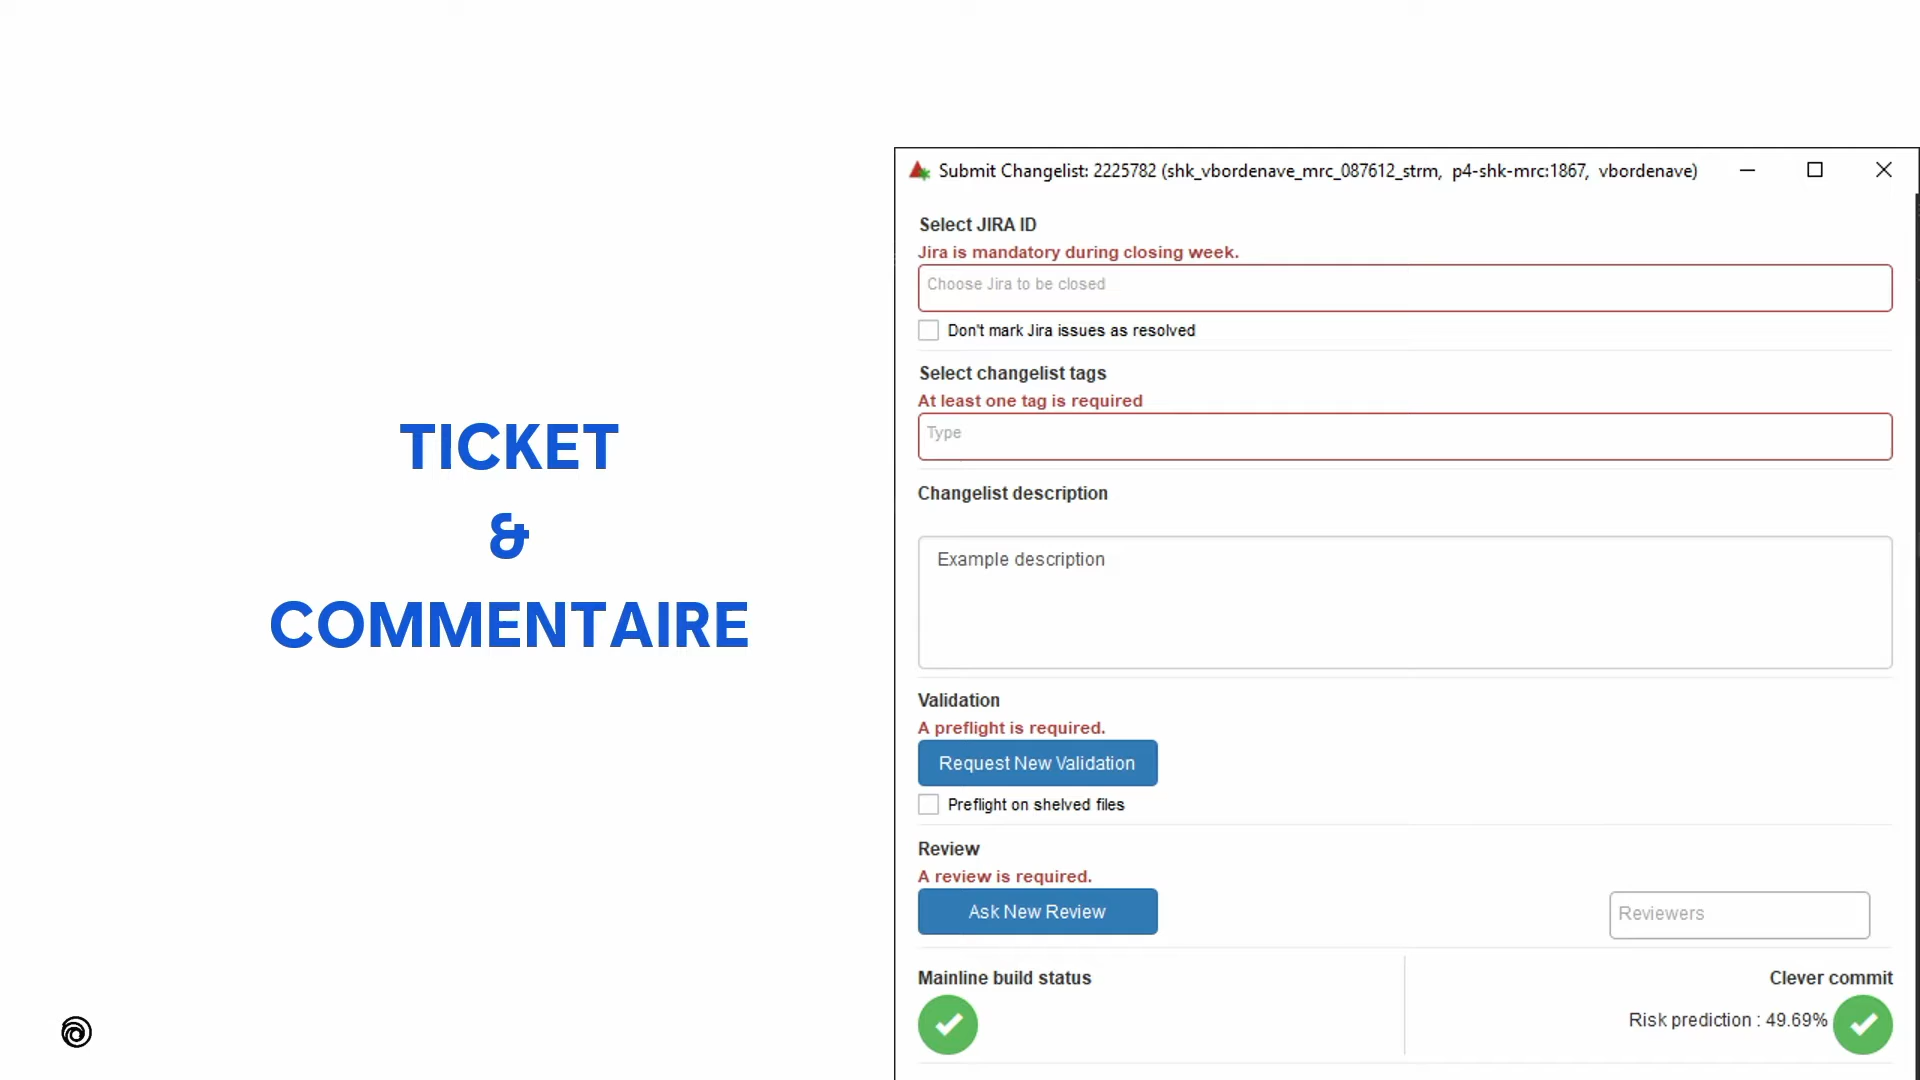 TICKET
&
COMMENTAIRE
Submit Changelist: 2225782 (shk_vbordenave_mrc_087612_strm, p4-shk-mrc:1867, vbordenave)
Select JIRA ID
Jira is mandatory during closing week.
Choose Jira to be closed
Don't mark Jira issues as resolved
Select changelist tags
At least one tag is required
Type
Changelist description
Example description
Validation
A preflight is required.
Request New Validation
Preflight on shelved files
Review
A review is required.
Ask New Review
Reviewers
Mainline build status
Clever commit
Risk prediction : 49.69%